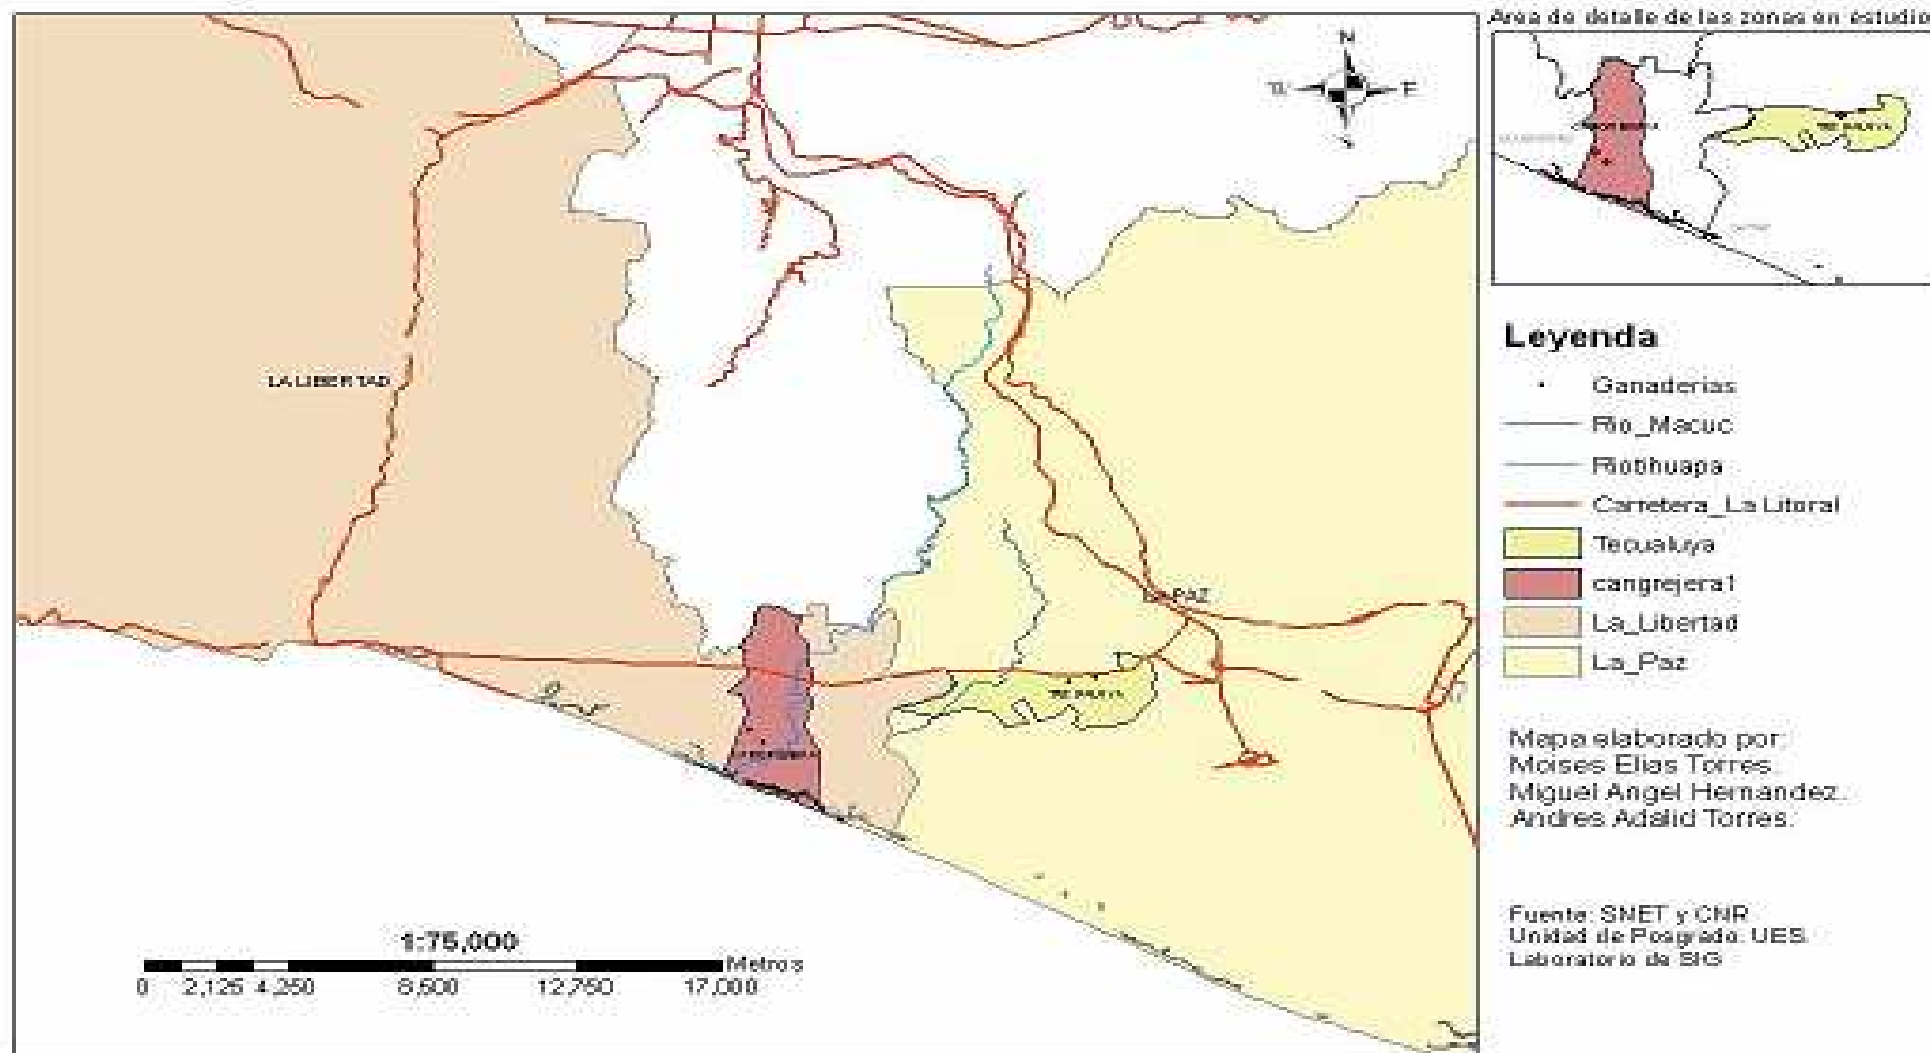 Area de detalle de las zonas en estudio
N
E
LA LIBERTAD
LA PAZ
Leyenda
Ganaderias
Rio_Macuc
Riotihuapa
Carretera_La Litoral
Tecualuya
cangrejera1
La_Libertad
La_Paz
Mapa elaborado por:
Moises Elias Torres.
Miguel Angel Hernandez.
Andres Adalid Torres.
Fuente: SNET y CNR
Unidad de Posgrado. UES.
Laboratorio de SIG
1:75,000
Metros
0 2,125 4,250 8,500 12,750 17,000